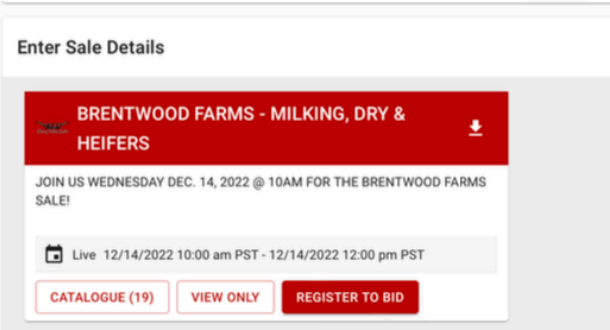 Enter Sale Details
BRENTWOOD FARMS - MILKING, DRY &
HEIFERS
JOIN US WEDNESDAY DEC. 14, 2022 @ 10AM FOR THE BRENTWOOD FARMS
SALE!
Live 12/14/2022 10:00 am PST - 12/14/2022 12:00 pm PST
CATALOGUE (19) VIEW ONLY REGISTER TO BID